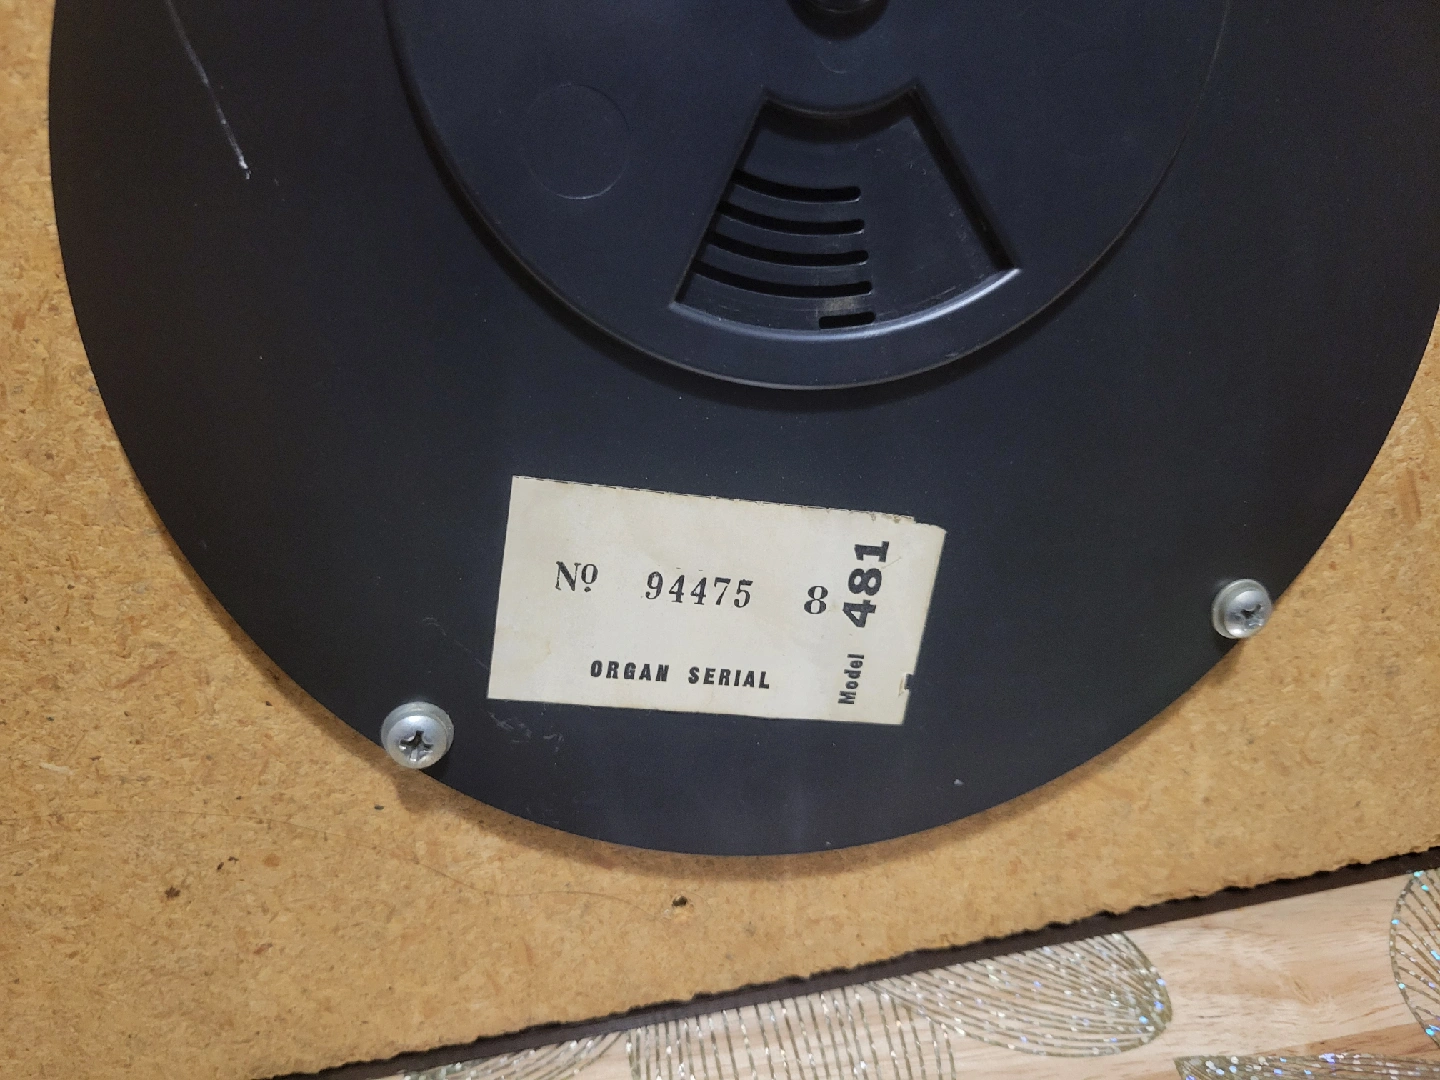 Nº 94475 8
ORGAN SERIAL
Model 481